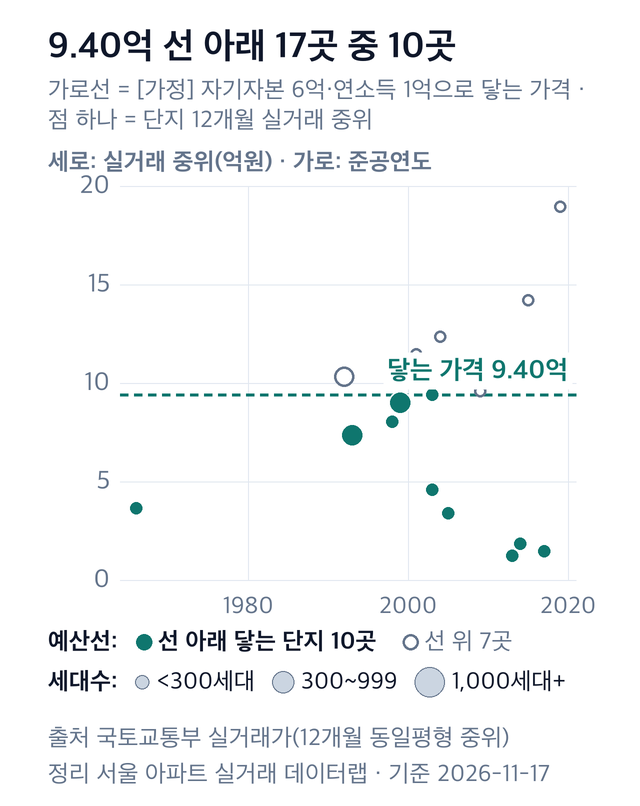 9.40억 선 아래 17곳 중 10곳
가로선 = [가정] 자기자본 6억·연소득 1억으로 닿는 가격 ·
점 하나 = 단지 12개월 실거래 중위
세로: 실거래 중위(억원) · 가로: 준공연도
20
15
10
닿는 가격 9.40억
5
0
1980 2000 2020
예산선: 선 아래 닿는 단지 10곳 선 위 7곳
세대수: <300세대 300~999 1,000세대+
출처 국토교통부 실거래가(12개월 동일평형 중위)
정리 서울 아파트 실거래 데이터랩 · 기준 2026-11-17